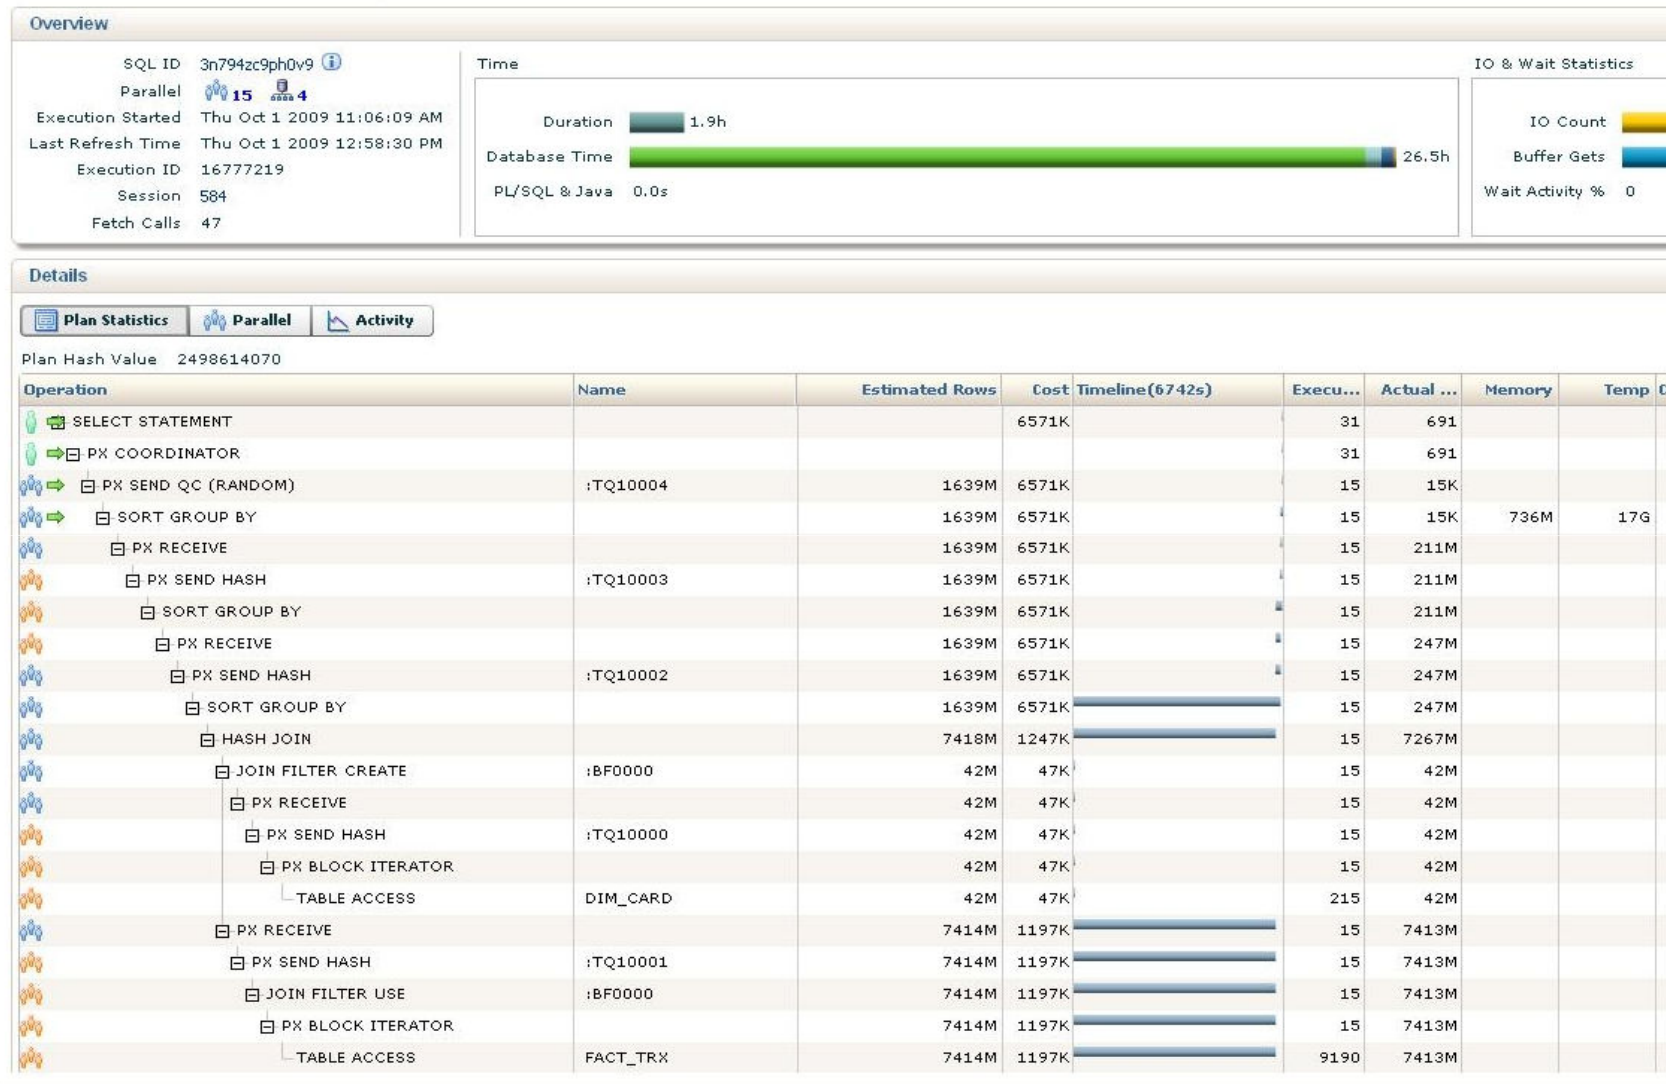 Overview
SQL ID 3n794zc9ph0v9
Parallel 15 4
Execution Started Thu Oct 1 2009 11:06:09 AM
Last Refresh Time Thu Oct 1 2009 12:58:30 PM
Execution ID 16777219
Session 584
Fetch Calls 47
Time
Duration 1.9h
Database Time 26.5h
PL/SQL & Java 0.0s
IO & Wait Statistics
IO Count
Buffer Gets
Wait Activity % 0
Details
Plan Statistics Parallel Activity
Plan Hash Value 2498614070
Operation Name Estimated Rows Cost Timeline(6742s) Execu... Actual ... Memory Temp
SELECT STATEMENT 6571K 31 691
PX COORDINATOR 31 691
PX SEND QC (RANDOM) :TQ10004 1639M 6571K 15 15K
SORT GROUP BY 1639M 6571K 15 15K 736M 17G
PX RECEIVE 1639M 6571K 15 211M
PX SEND HASH :TQ10003 1639M 6571K 15 211M
SORT GROUP BY 1639M 6571K 15 211M
PX RECEIVE 1639M 6571K 15 247M
PX SEND HASH :TQ10002 1639M 6571K 15 247M
SORT GROUP BY 1639M 6571K 15 247M
HASH JOIN 7418M 1247K 15 7267M
JOIN FILTER CREATE :BF0000 42M 47K 15 42M
PX RECEIVE 42M 47K 15 42M
PX SEND HASH :TQ10000 42M 47K 15 42M
PX BLOCK ITERATOR 42M 47K 15 42M
TABLE ACCESS DIM_CARD 42M 47K 215 42M
PX RECEIVE 7414M 1197K 15 7413M
PX SEND HASH :TQ10001 7414M 1197K 15 7413M
JOIN FILTER USE :BF0000 7414M 1197K 15 7413M
PX BLOCK ITERATOR 7414M 1197K 15 7413M
TABLE ACCESS FACT_TRX 7414M 1197K 9190 7413M